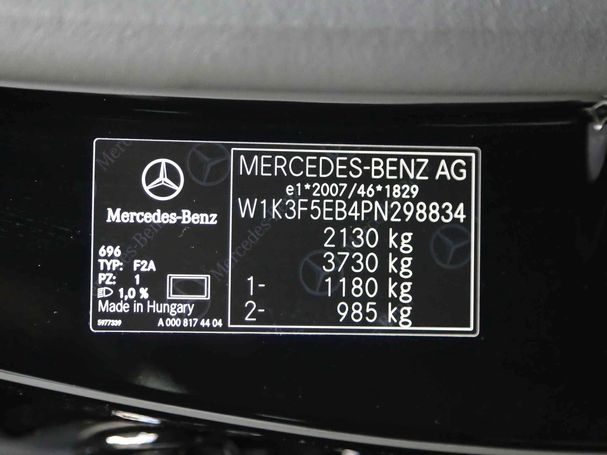 Mercedes-Benz
696
TYP: F2A
PZ: 1
1,0 %
Made in Hungary
5977339
A 000 817 44 04
MERCEDES-BENZ AG
e1*2007/46*1829
W1K3F5EB4PN298834
2130 kg
3730 kg
1- 1180 kg
2- 985 kg